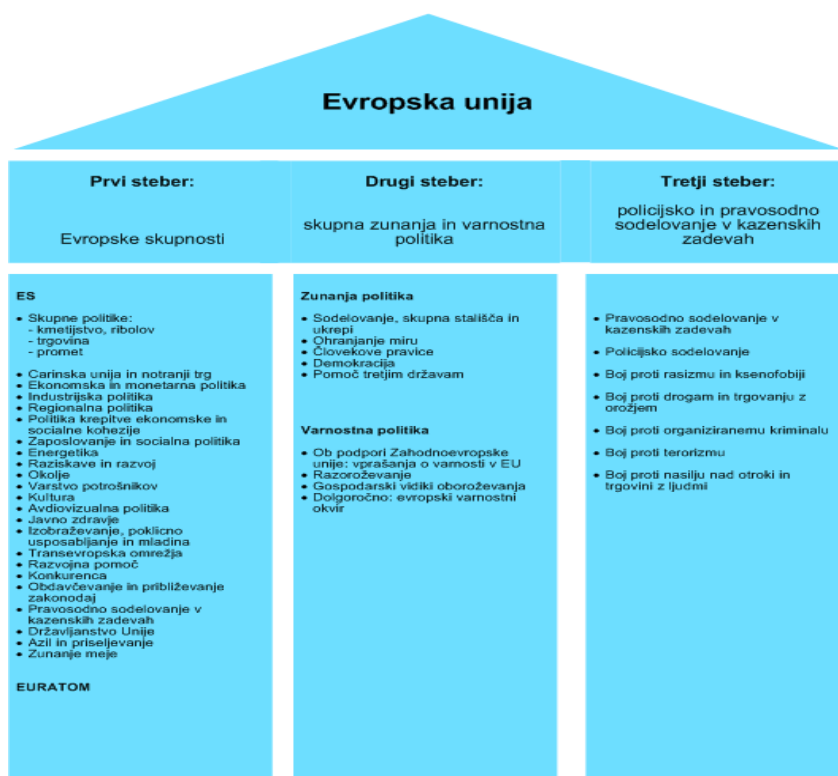 Evropska unija
Prvi steber:
Evropske skupnosti
Drugi steber:
skupna zunanja in varnostna
politika
Tretji steber:
policijsko in pravosodno
sodelovanje v kazenskih
zadevah
ES
• Skupne politike:
- kmetijstvo, ribolov
- trgovina
- promet
• Carinska unija in notranji trg
• Ekonomska in monetarna politika
• Industrijska politika
• Regionalna politika
• Politika krepitve ekonomske in
socialne kohezije
• Zaposlovanje in socialna politika
• Energetika
• Raziskave in razvoj
• Okolje
• Varstvo potrošnikov
• Kultura
• Avdiovizualna politika
• Javno zdravje
• Izobraževanje, poklicno
usposabljanje in mladina
• Transevropska omrežja
• Razvojna pomoč
• Konkurenca
• Obdavčevanje in približevanje
zakonodaj
• Pravosodno sodelovanje v
kazenskih zadevah
• Državljanstvo Unije
• Azil in priseljevanje
• Zunanje meje
EURATOM
Zunanja politika
• Sodelovanje, skupna stališča in
ukrepi
• Ohranjanje miru
• Človekove pravice
• Demokracija
• Pomoč tretjim državam
Varnostna politika
• Ob podpori Zahodnoevropske
unije: vprašanja o varnosti v EU
• Razoroževanje
• Gospodarski vidiki oboroževanja
• Dolgoročno: evropski varnostni
okvir
• Pravosodno sodelovanje v
kazenskih zadevah
• Policijsko sodelovanje
• Boj proti rasizmu in ksenofobiji
• Boj proti drogam in trgovanju z
orožjem
• Boj proti organiziranemu kriminalu
• Boj proti terorizmu
• Boj proti nasilju nad otroki in
trgovini z ljudmi